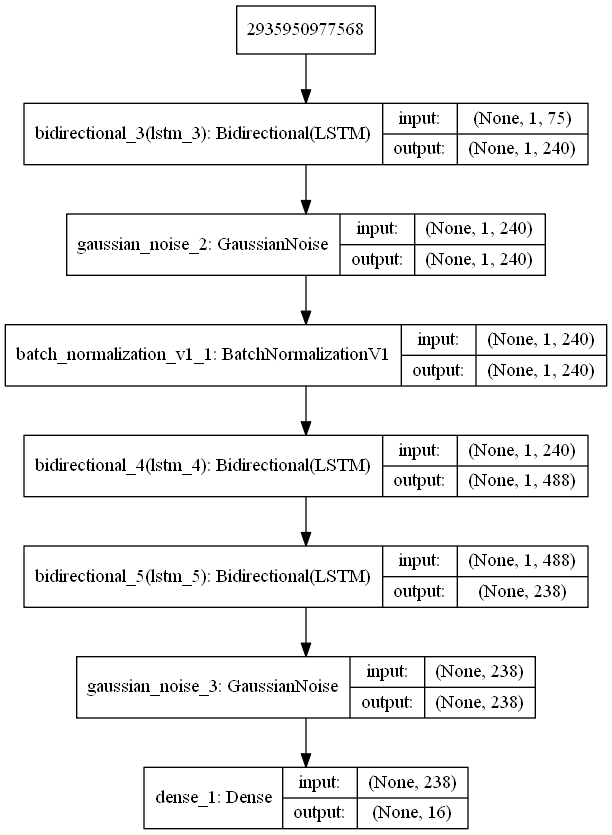 2935950977568
bidirectional_3(lstm_3): Bidirectional(LSTM)
input: (None, 1, 75)
output: (None, 1, 240)
gaussian_noise_2: GaussianNoise
input: (None, 1, 240)
output: (None, 1, 240)
batch_normalization_v1_1: BatchNormalizationV1
input: (None, 1, 240)
output: (None, 1, 240)
bidirectional_4(lstm_4): Bidirectional(LSTM)
input: (None, 1, 240)
output: (None, 1, 488)
bidirectional_5(lstm_5): Bidirectional(LSTM)
input: (None, 1, 488)
output: (None, 238)
gaussian_noise_3: GaussianNoise
input: (None, 238)
output: (None, 238)
dense_1: Dense
input: (None, 238)
output: (None, 16)